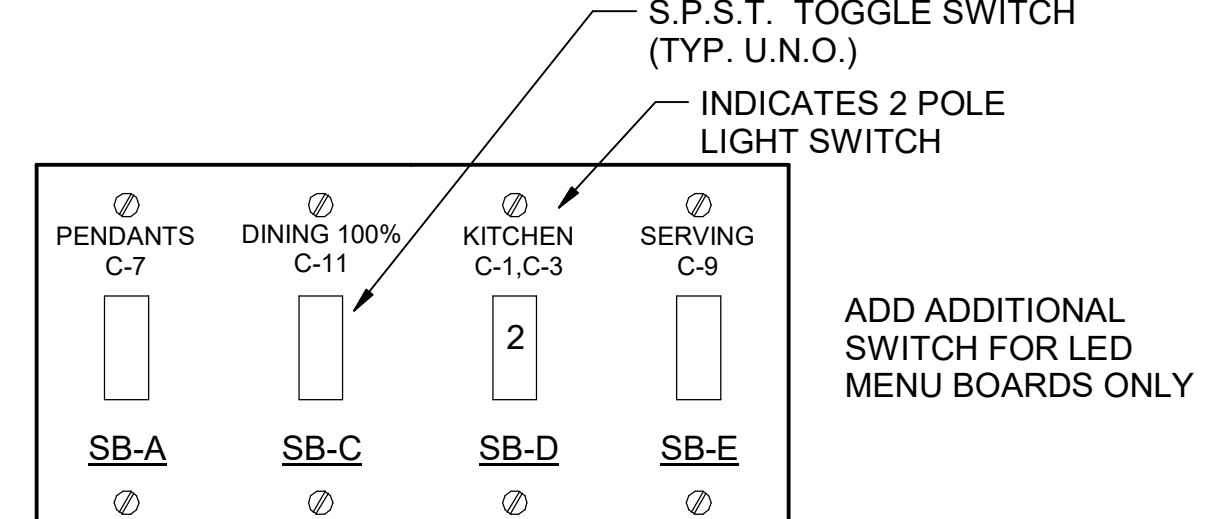 S.P.S.T. TOGGLE SWITCH
(TYP. U.N.O.)
INDICATES 2 POLE
LIGHT SWITCH
PENDANTS
C-7
DINING 100%
C-11
KITCHEN
C-1,C-3
SERVING
C-9
2
ADD ADDITIONAL
SWITCH FOR LED
MENU BOARDS ONLY
SB-A
SB-C
SB-D
SB-E